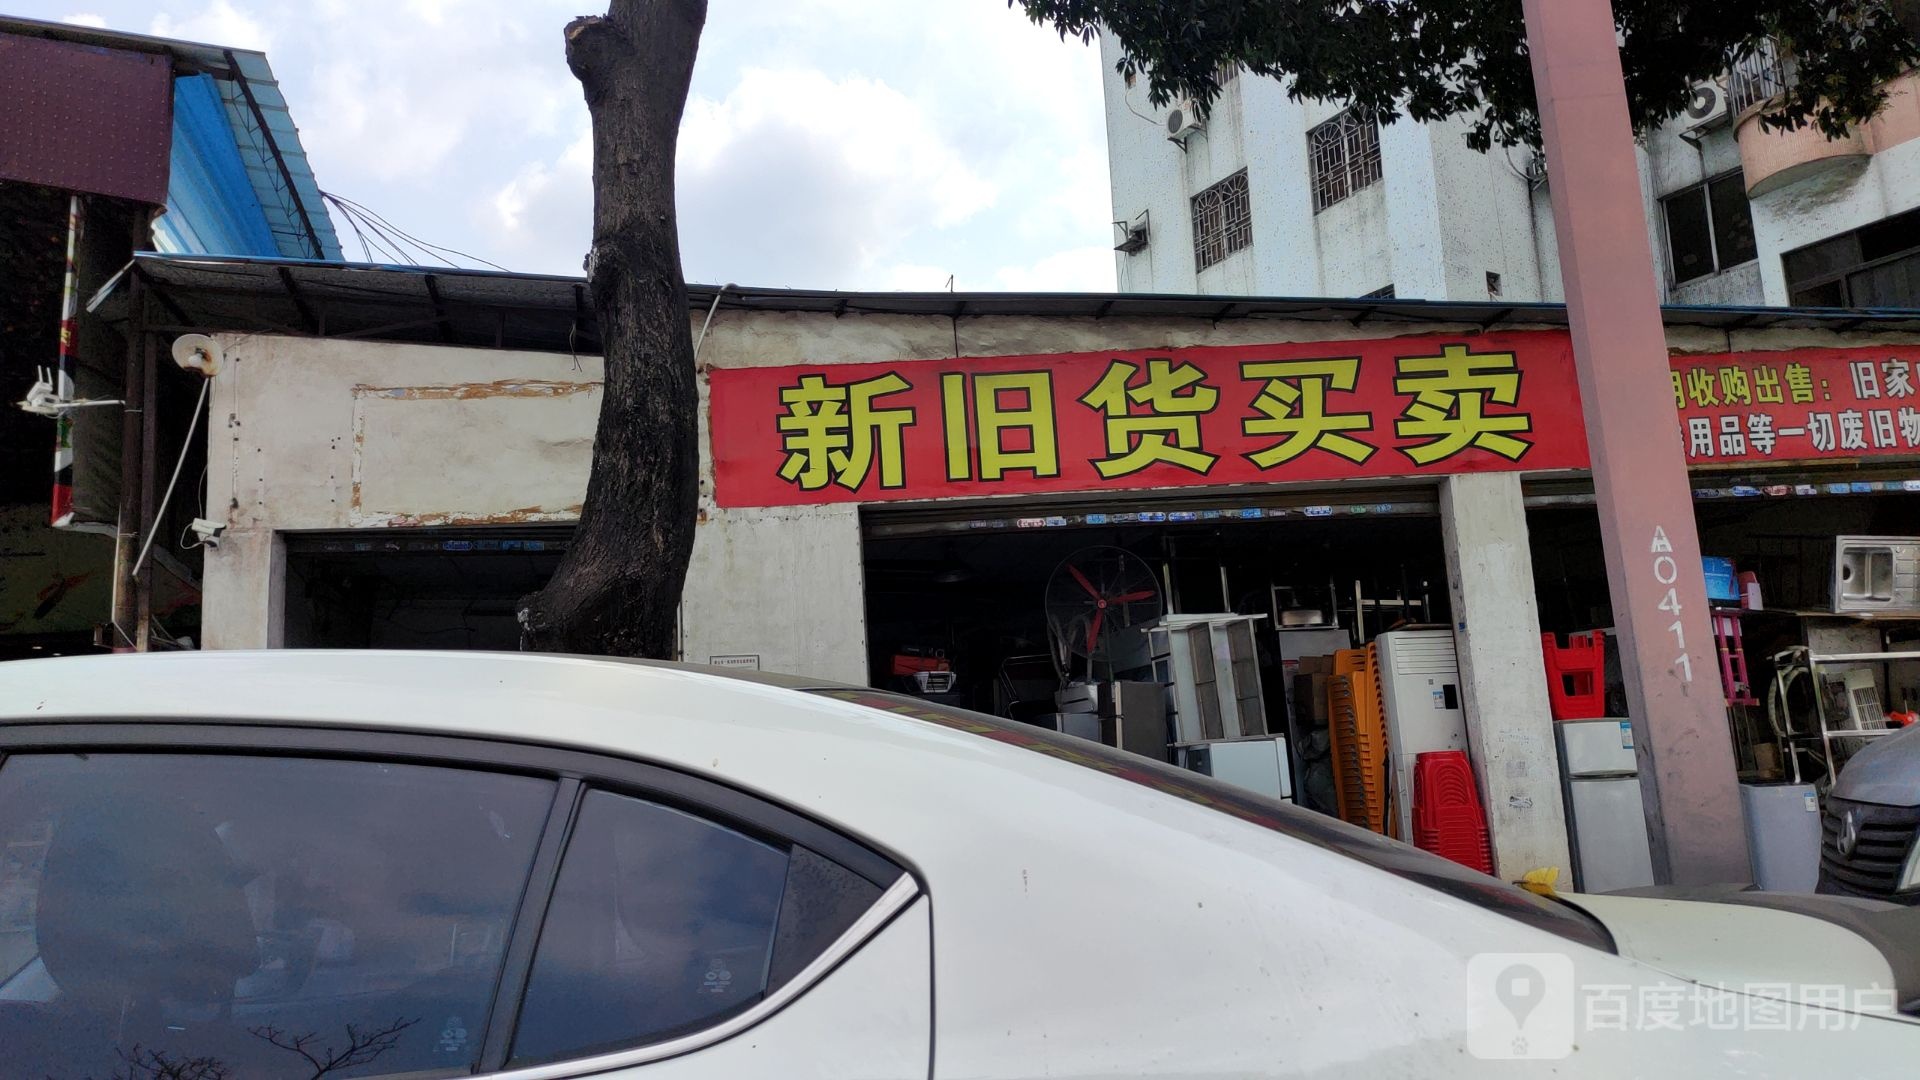 新旧货买卖
收购出售：旧家
用品等一切废旧物
A0411
百度地图用户